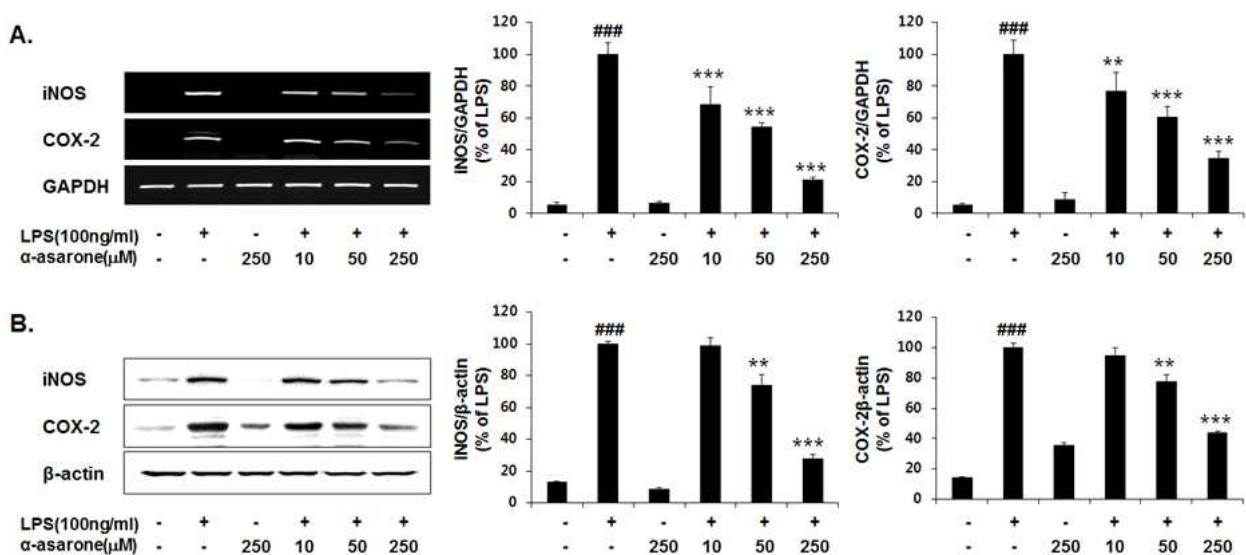 A.
iNOS
COX-2
GAPDH
LPS(100ng/ml) - + - + + +
α-asarone(μM) - - 250 10 50 250
iNOS/GAPDH
(% of LPS)
120
100
80
60
40
20
0
###
***
***
***
- + - + + +
- - 250 10 50 250
COX-2/GAPDH
(% of LPS)
120
100
80
60
40
20
0
###
**
***
***
- + - + + +
- - 250 10 50 250
B.
iNOS
COX-2
β-actin
LPS(100ng/ml) - + - + + +
α-asarone(μM) - - 250 10 50 250
iNOS/β-actin
(% of LPS)
120
100
80
60
40
20
0
###
**
***
- + - + + +
- - 250 10 50 250
COX-2β-actin
(% of LPS)
120
100
80
60
40
20
0
###
**
***
- + - + + +
- - 250 10 50 250